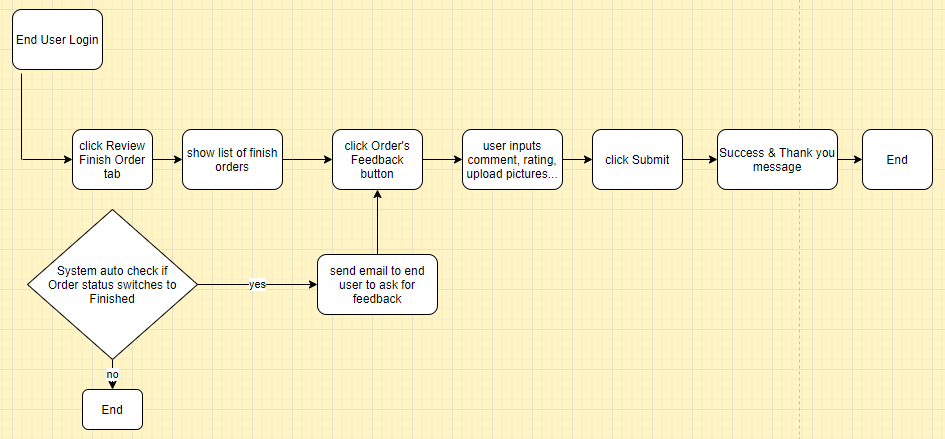 End User Login
click Review
Finish Order
tab
show list of finish
orders
click Order's
Feedback
button
user inputs
comment, rating,
upload pictures...
click Submit
Success & Thank you
message
End
System auto check if
Order status switches to
Finished
yes
send email to end
user to ask for
feedback
no
End